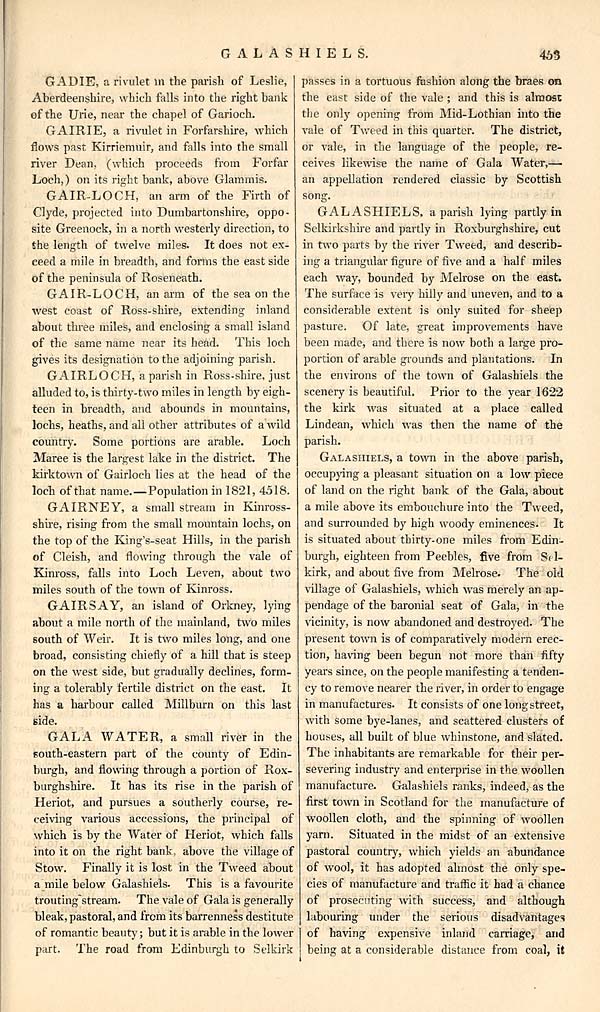 GALASHIELS.
453
GADIE, a rivulet in the parish of Leslie,
Aberdeenshire, which falls into the right bank
of the Urie, near the chapel of Garioch.
GAIRIE, a rivulet in Forfarshire, which
flows past Kirriemuir, and falls into the small
river Dean, (which proceeds from Forfar
Loch,) on its right bank, above Glammis.
GAIR-LOCH, an arm of the Firth of
Clyde, projected into Dumbartonshire, oppo-
site Greenock, in a north westerly direction, to
the length of twelve miles. It does not ex-
ceed a mile in breadth, and forms the east side
of the peninsula of Roseneath.
GAIR-LOCH, an arm of the sea on the
west coast of Ross-shire, extending inland
about three miles, and enclosing a small island
of the same name near its head. This loch
gives its designation to the adjoining parish.
GAIRLOCH, a parish in Ross-shire, just
alluded to, is thirty-two miles in length by eigh-
teen in breadth, and abounds in mountains,
lochs, heaths, and all other attributes of a wild
country. Some portions are arable. Loch
Maree is the largest lake in the district. The
kirktown of Gairloch lies at the head of the
loch of that name.—Population in 1821, 4518.
GAIRNEY, a small stream in Kinross-
shire, rising from the small mountain lochs, on
the top of the King's-seat Hills, in the parish
of Cleish, and flowing through the vale of
Kinross, falls into Loch Leven, about two
miles south of the town of Kinross.
GAIRSAY, an island of Orkney, lying
about a mile north of the mainland, two miles
south of Weir. It is two miles long, and one
broad, consisting chiefly of a hill that is steep
on the west side, but gradually declines, form-
ing a tolerably fertile district on the east. It
has a harbour called Millburn on this last
side.
GALA WATER, a small river in the
south-eastern part of the county of Edin-
burgh, and flowing through a portion of Rox-
burghshire. It has its rise in the parish of
Heriot, and pursues a southerly course, re-
ceiving various accessions, the principal of
which is by the Water of Heriot, which falls
into it on the right bank, above the village of
Stow. Finally it is lost in the Tweed about
a mile below Galashiels. This is a favourite
trouting stream. The vale of Gala is generally
bleak, pastoral, and from its barrenness destitute
of romantic beauty; but it is arable in the lower
part. The road from Edinburgh to Selkirk
passes in a tortuous fashion along the braes on
the east side of the vale; and this is almost
the only opening from Mid-Lothian into the
vale of Tweed in this quarter. The district,
or vale, in the language of the people, re-
ceives likewise the name of Gala Water,—
an appellation rendered classic by Scottish
song.
GALASHIELS, a parish lying partly in
Selkirkshire and partly in Roxburghshire, cut
in two parts by the river Tweed, and describ-
ing a triangular figure of five and a half miles
each way, bounded by Melrose on the east.
The surface is very hilly and uneven, and to a
considerable extent is only suited for sheep
pasture. Of late, great improvements have
been made, and there is now both a large pro-
portion of arable grounds and plantations. In
the environs of the town of Galashiels the
scenery is beautiful. Prior to the year 1622
the kirk was situated at a place called
Lindean, which was then the name of the
parish.
GALASHIELS, a town in the above parish,
occupying a pleasant situation on a low piece
of land on the right bank of the Gala, about
a mile above its embouchure into the Tweed,
and surrounded by high woody eminences. It
is situated about thirty-one miles from Edin-
burgh, eighteen from Peebles, five from Sel-
kirk, and about five from Melrose. The old
village of Galashiels, which was merely an ap-
pendage of the baronial seat of Gala, in the
vicinity, is now abandoned and destroyed. The
present town is of comparatively modern erec-
tion, having been begun not more than fifty
years since, on the people manifesting a tenden-
cy to remove nearer the river, in order to engage
in manufactures. It consists of one long street,
with some bye-lanes, and scattered clusters of
houses, all built of blue whinstone, and slated.
The inhabitants are remarkable for their per-
severing industry and enterprise in the woollen
manufacture. Galashiels ranks, indeed, as the
first town in Scotland for the manufacture of
woollen cloth, and the spinning of woollen
yarn. Situated in the midst of an extensive
pastoral country, which yields an abundance
of wool, it has adopted almost the only spe-
cies of manufacture and traffic it had a chance
of prosecuting with success, and although
labouring under the serious disadvantages
of having expensive inland carriage, and
being at a considerable distance from coal, it